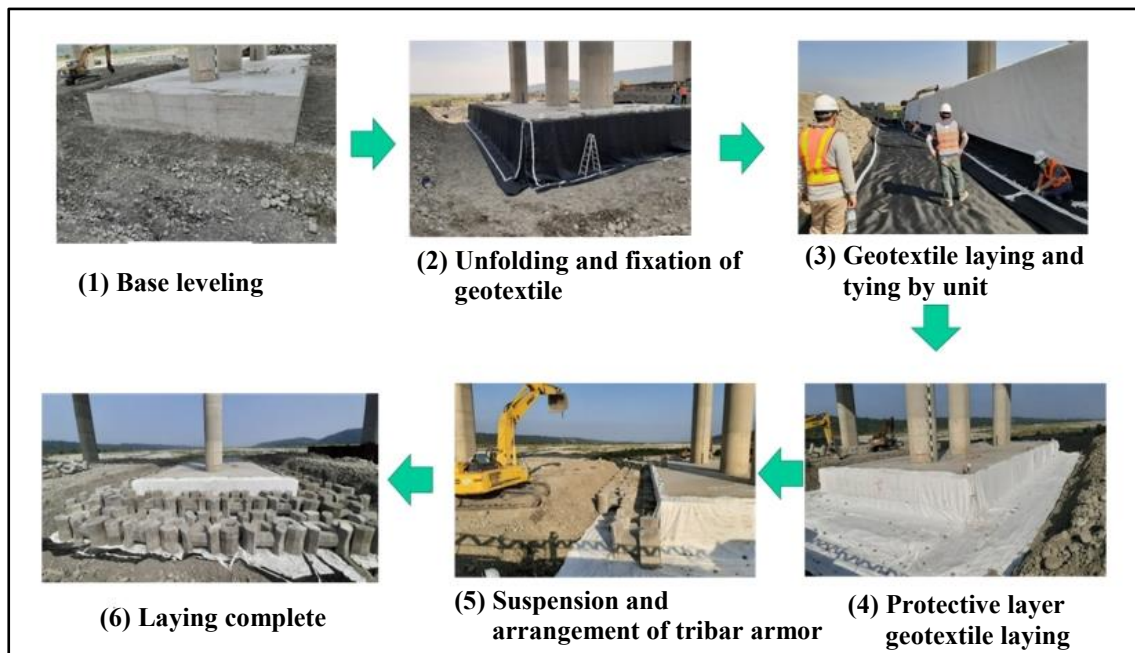 (1) Base leveling
(2) Unfolding and fixation of
geotextile
(3) Geotextile laying and
tying by unit
(4) Protective layer
geotextile laying
(5) Suspension and
arrangement of tribar armor
(6) Laying complete